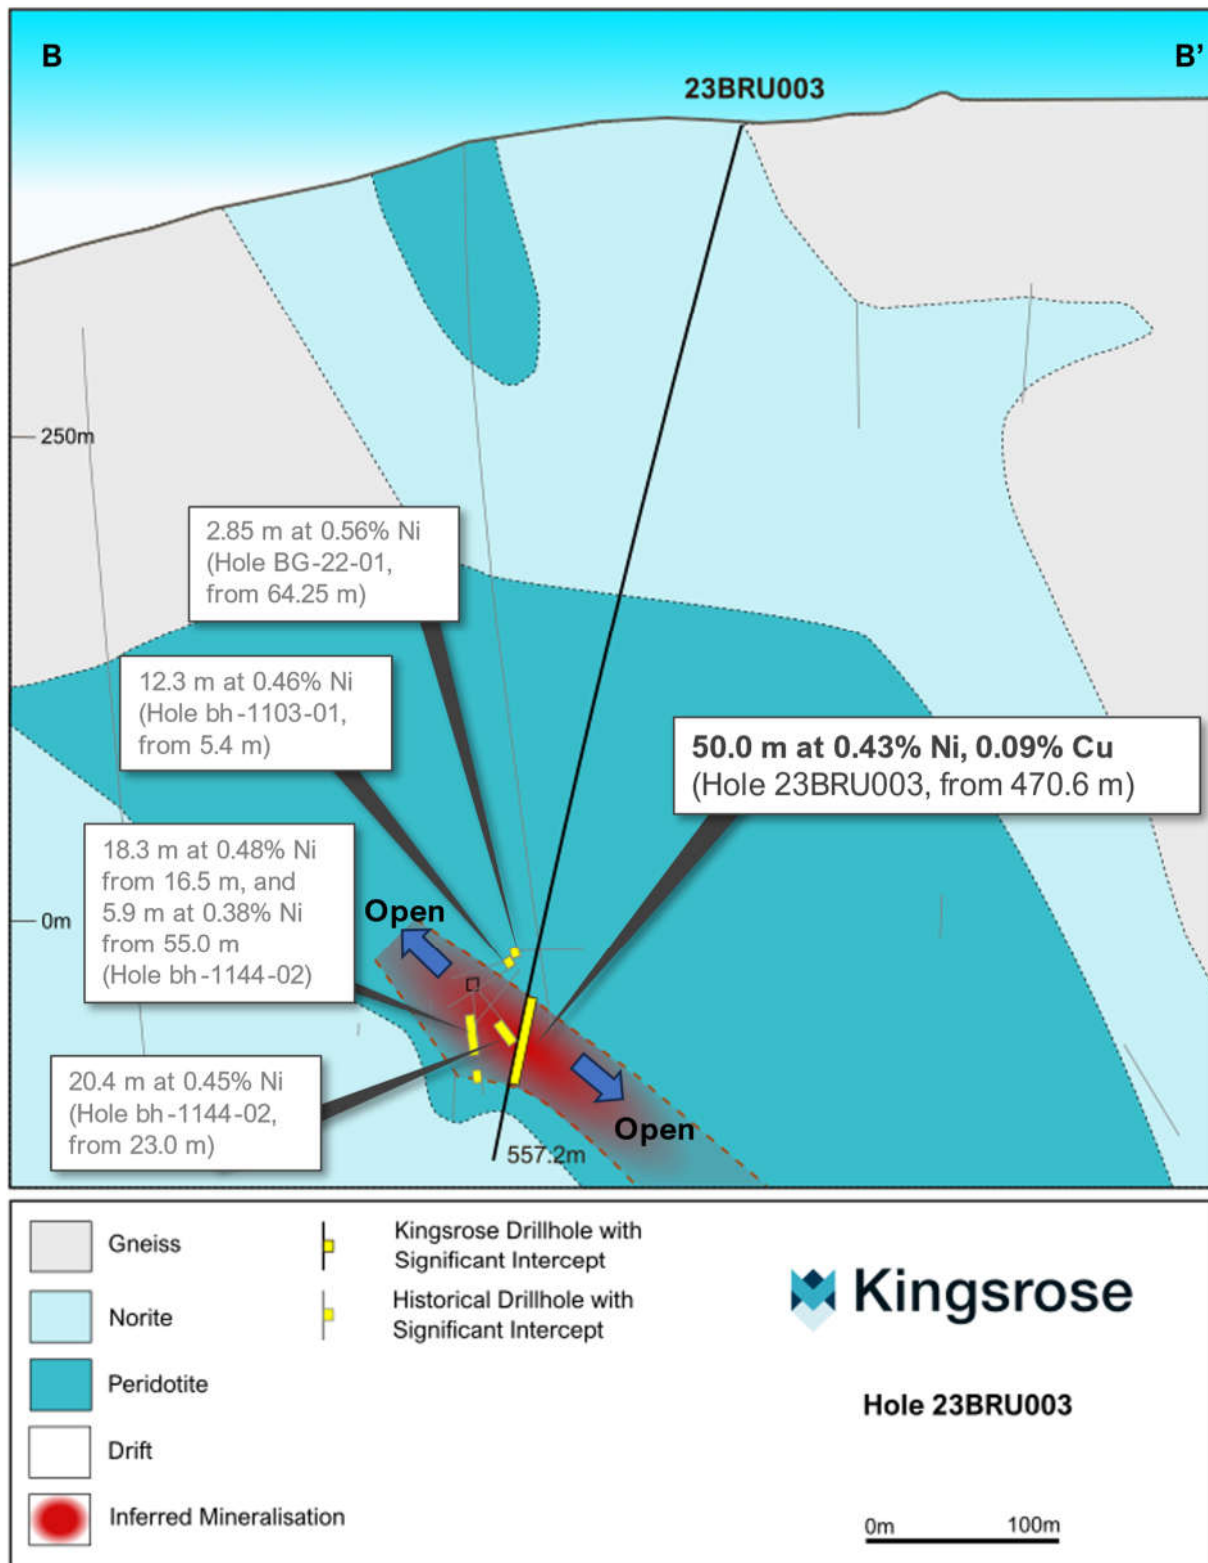 B
B’
23BRU003
250m
2.85 m at 0.56% Ni
(Hole BG-22-01,
from 64.25 m)
12.3 m at 0.46% Ni
(Hole bh-1103-01,
from 5.4 m)
50.0 m at 0.43% Ni, 0.09% Cu
(Hole 23BRU003, from 470.6 m)
18.3 m at 0.48% Ni
from 16.5 m, and
5.9 m at 0.38% Ni
from 55.0 m
(Hole bh-1144-02)
0m
Open
20.4 m at 0.45% Ni
(Hole bh-1144-02,
from 23.0 m)
Open
557.2m
Gneiss
Norite
Peridotite
Drift
Inferred Mineralisation
Kingsrose Drillhole with
Significant Intercept
Historical Drillhole with
Significant Intercept
Kingsrose
Hole 23BRU003
0m
100m